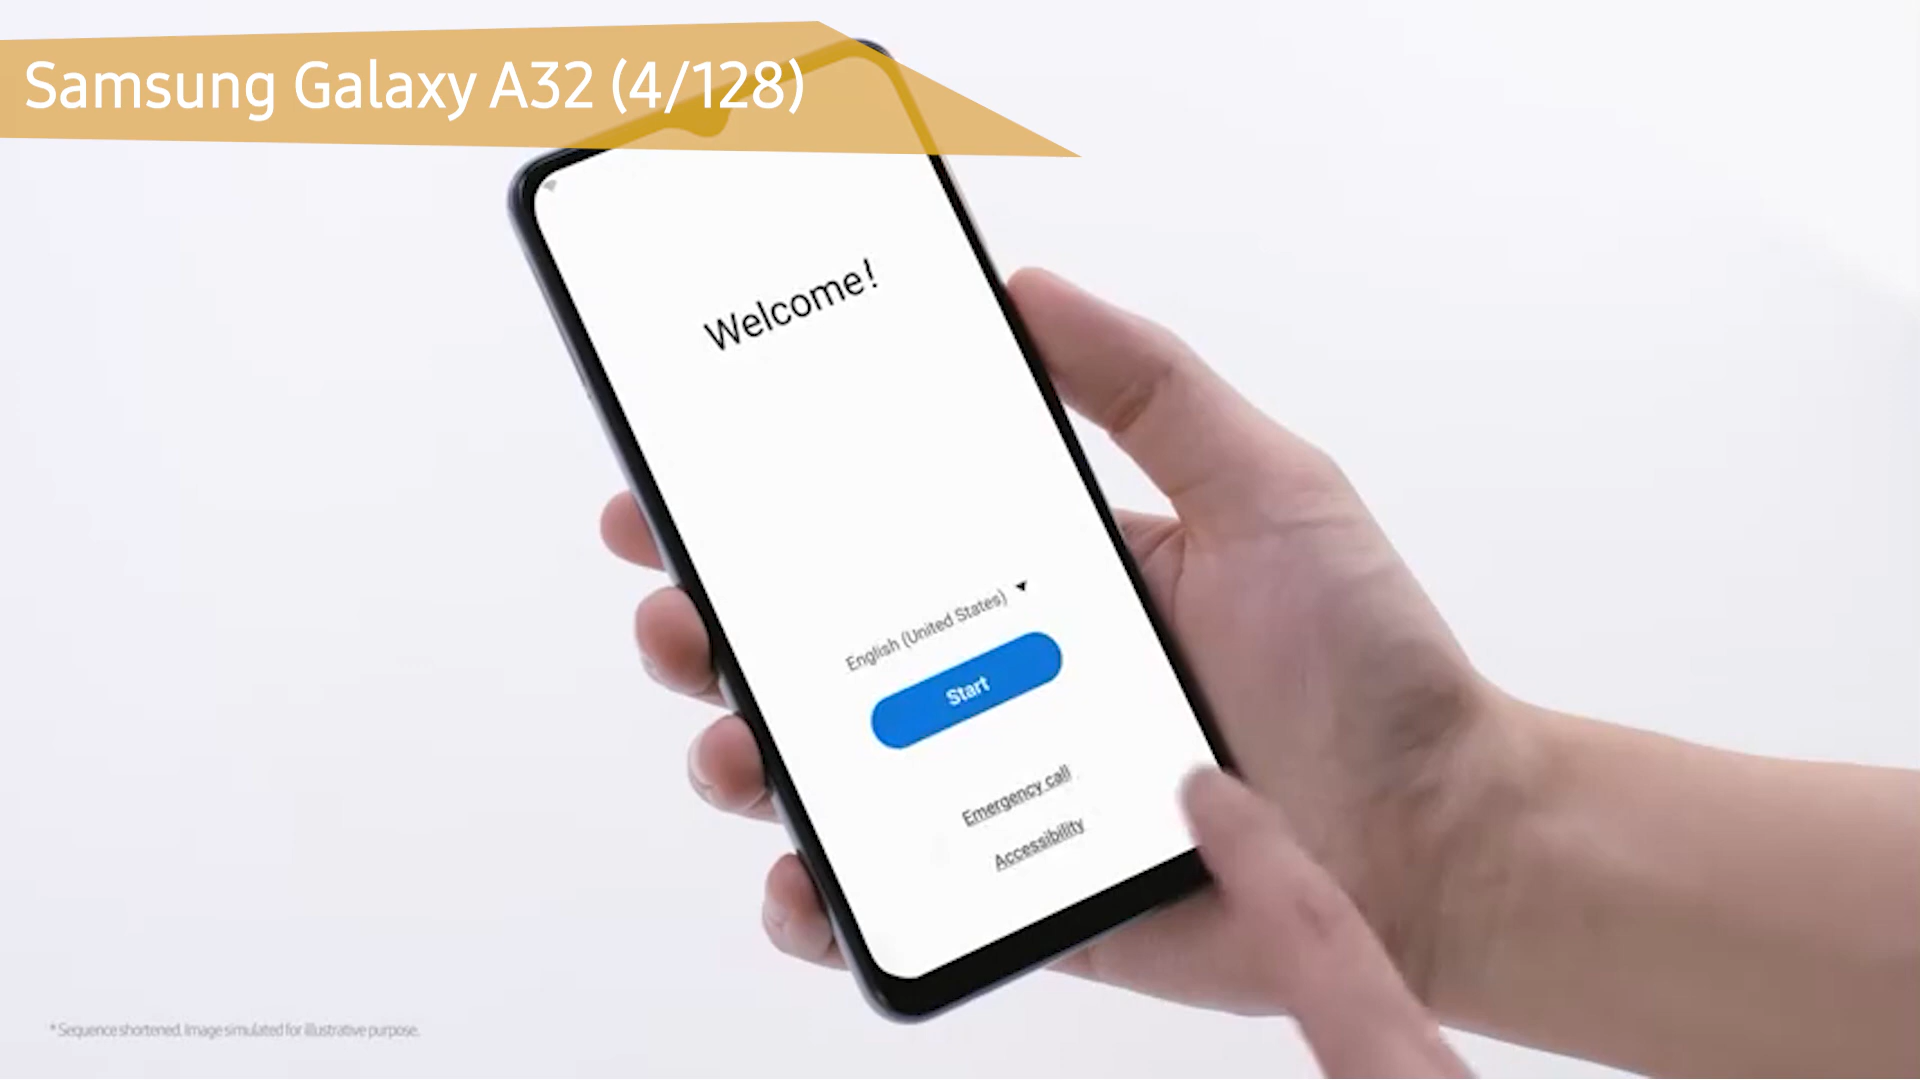 Samsung Galaxy A32 (4/128)
Welcome!
English (United States)
Start
Emergency call
Accessibility
* Sequence shortened. Image simulated for illustrative purpose.